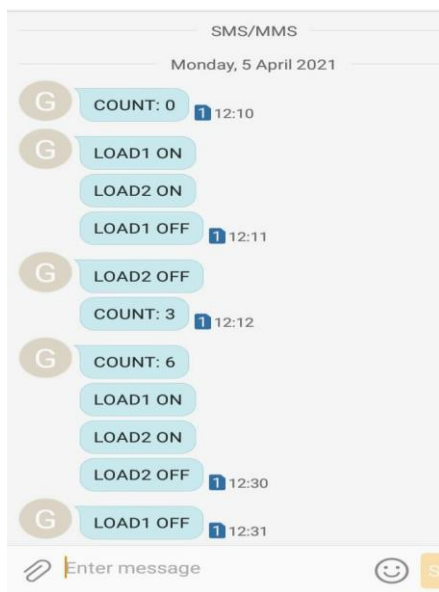 SMS/MMS
Monday, 5 April 2021
G
COUNT: 0
1 12:10
G
LOAD1 ON
LOAD2 ON
LOAD1 OFF
1 12:11
G
LOAD2 OFF
COUNT: 3
1 12:12
G
COUNT: 6
LOAD1 ON
LOAD2 ON
LOAD2 OFF
1 12:30
G
LOAD1 OFF
1 12:31
Enter message